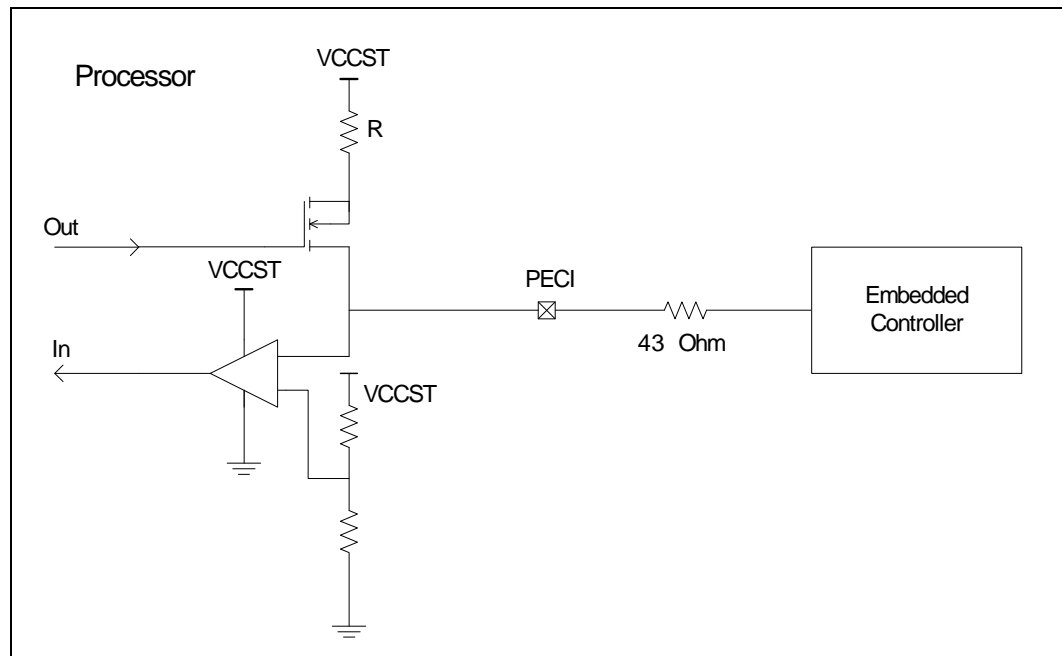 VCCST
Processor
R
Out
VCCST
PECI
Embedded
Controller
In
43 Ohm
VCCST